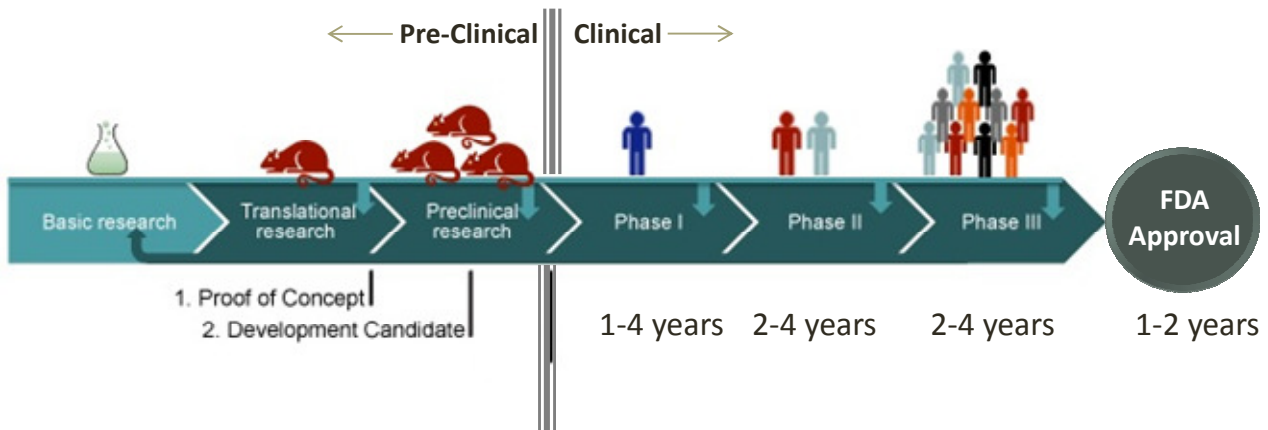 Pre-Clinical
Clinical
Basic research
Translational
research
Preclinical
research
Phase I
Phase II
Phase III
FDA
Approval
1. Proof of Concept
2. Development Candidate
1-4 years
2-4 years
2-4 years
1-2 years